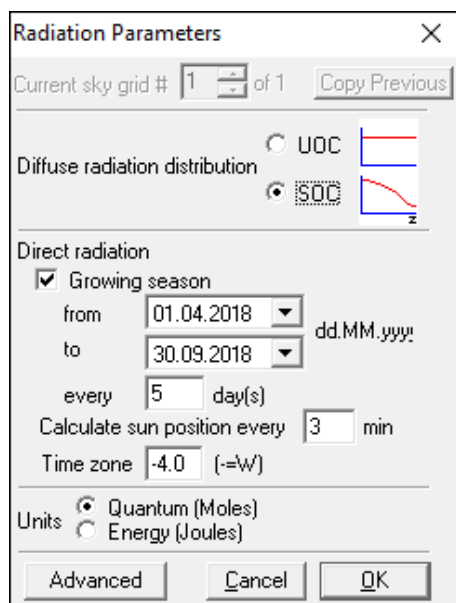 Radiation Parameters
Current sky grid # 1 of 1 Copy Previous
UOC
Diffuse radiation distribution
SOC
z
Direct radiation
Growing season
from 01.04.2018
dd.MM.yyyy
to 30.09.2018
every 5 day(s)
Calculate sun position every 3 min
Time zone -4.0 (-=W)
Units Quantum (Moles)
Energy (Joules)
Advanced Cancel OK